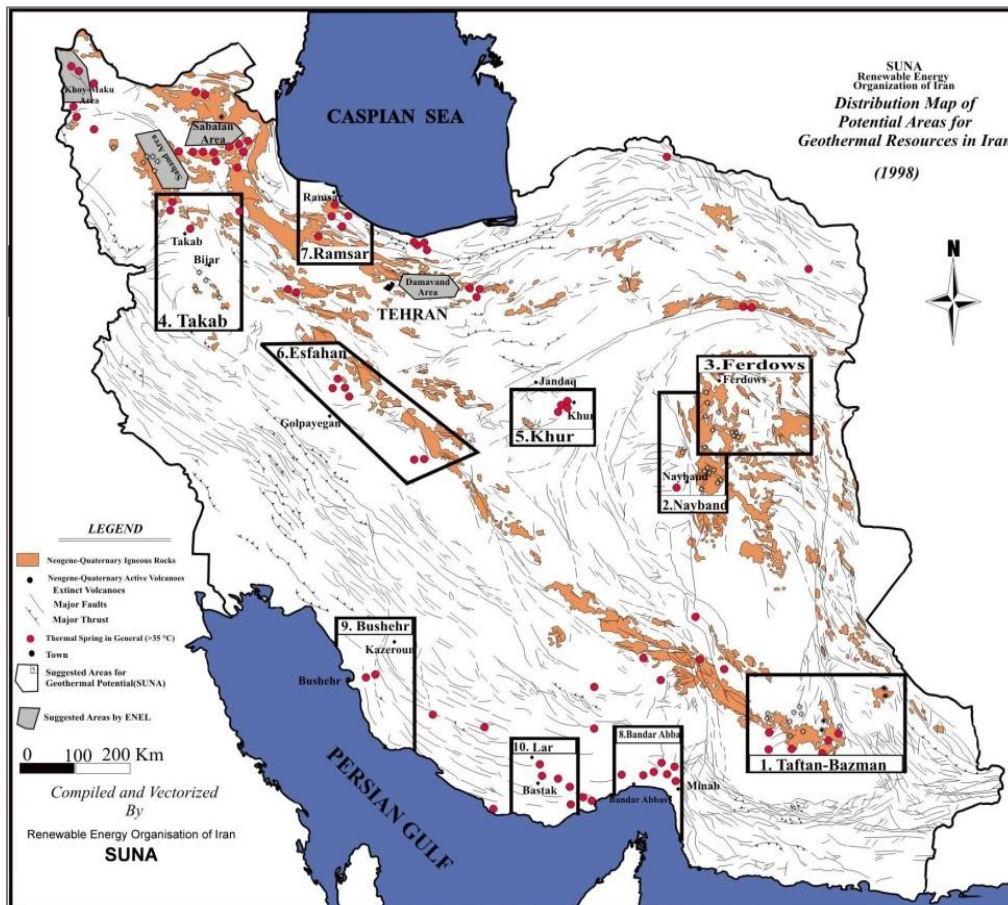 SUNA
Renewable Energy
Organization of Iran
Distribution Map of
Potential Areas for
Geothermal Resources in Iran
(1998)
CASPIAN SEA
Khoy-Maku
Area
Sabalan
Area
Sahand Area
Ramsar
7.Ramsar
Takab
Bijar
4. Takab
Damavand
Area
TEHRAN
N
6.Esfahan
Golpayegan
Jandaq
Khur
5.Khur
3.Ferdows
Ferdows
Nayband
2.Nayband
LEGEND
Neogene-Quaternary Igneous Rocks
Neogene-Quaternary Active Volcanoes
Extinct Volcanoes
Major Faults
Major Thrust
Thermal Spring in General (>35 °C)
Town
Suggested Areas for
Geothermal Potential(SUNA)
Suggested Areas by ENEL
0 100 200 Km
Compiled and Vectorized
By
Renewable Energy Organisation of Iran
SUNA
9. Bushehr
Kazeroun
Bushehr
PERSIAN GULF
10. Lar
Bastak
8.Bandar Abba
Minab
Bandar Abbas
1. Taftan-Bazman